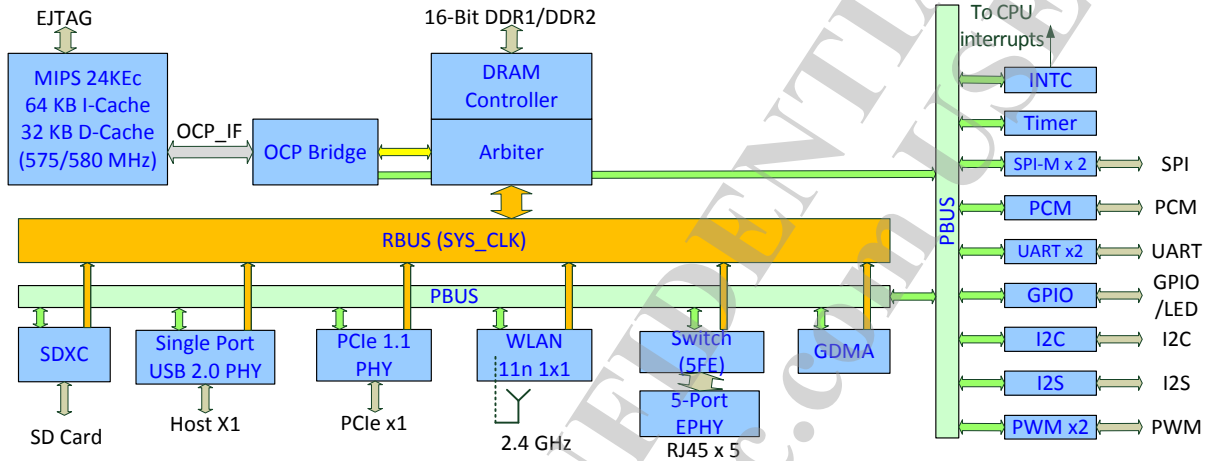 EJTAG
16-Bit DDR1/DDR2
To CPU
interrupts
MIPS 24KEc
64 KB I-Cache
32 KB D-Cache
(575/580 MHz)
OCP_IF
OCP Bridge
DRAM
Controller
Arbiter
RBUS (SYS_CLK)
PBUS
SDXC
Single Port
USB 2.0 PHY
PCIe 1.1
PHY
WLAN
11n 1x1
Switch
(5FE)
GDMA
5-Port
EPHY
SD Card
Host X1
PCIe x1
2.4 GHz
RJ45 x 5
PBUS
INTC
Timer
SPI-M x 2
SPI
PCM
PCM
UART x2
UART
GPIO
GPIO
/LED
I2C
I2C
I2S
I2S
PWM x2
PWM